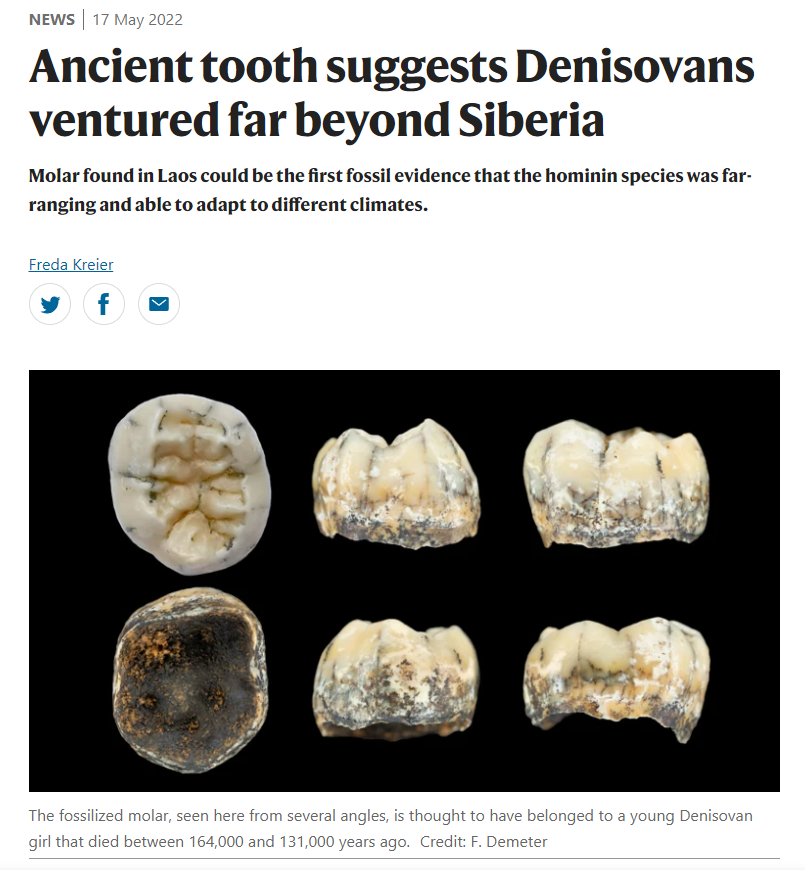 NEWS | 17 May 2022
Ancient tooth suggests Denisovans
ventured far beyond Siberia
Molar found in Laos could be the first fossil evidence that the hominin species was far-
ranging and able to adapt to different climates.
Freda Kreier
The fossilized molar, seen here from several angles, is thought to have belonged to a young Denisovan
girl that died between 164,000 and 131,000 years ago. Credit: F. Demeter